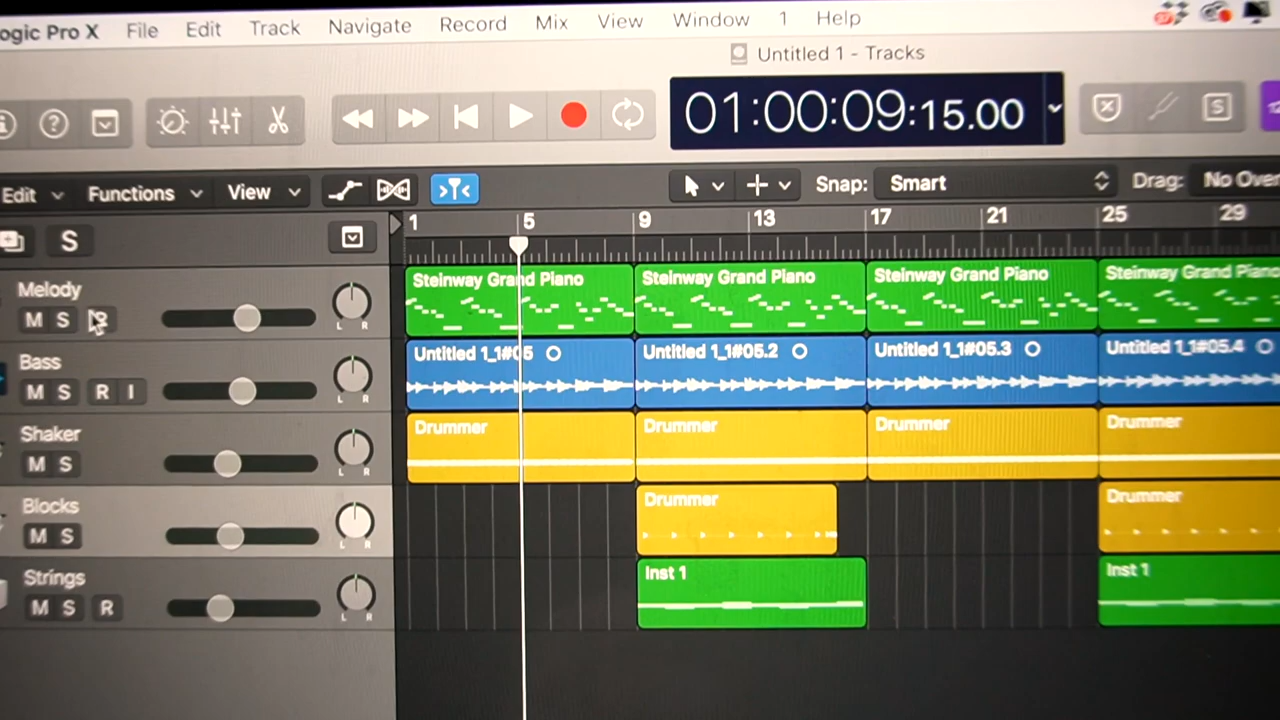 ogic Pro X File Edit Track Navigate Record Mix View Window 1 Help
Untitled 1 - Tracks
01:00:09:15.00
S
Edit Functions View Snap: Smart Drag: No Over
1 5 9 13 17 21 25 29
S
Melody
M S R
L R
Steinway Grand Piano Steinway Grand Piano Steinway Grand Piano Steinway Grand Piano
Bass
M S R I
L R
Untitled 1_1#05 Untitled 1_1#05.2 Untitled 1_1#05.3 Untitled 1_1#05.4
Shaker
M S
L R
Drummer Drummer Drummer Drummer
Blocks
M S
L R
Drummer Drummer
Strings
M S R
L R
Inst 1 Inst 1